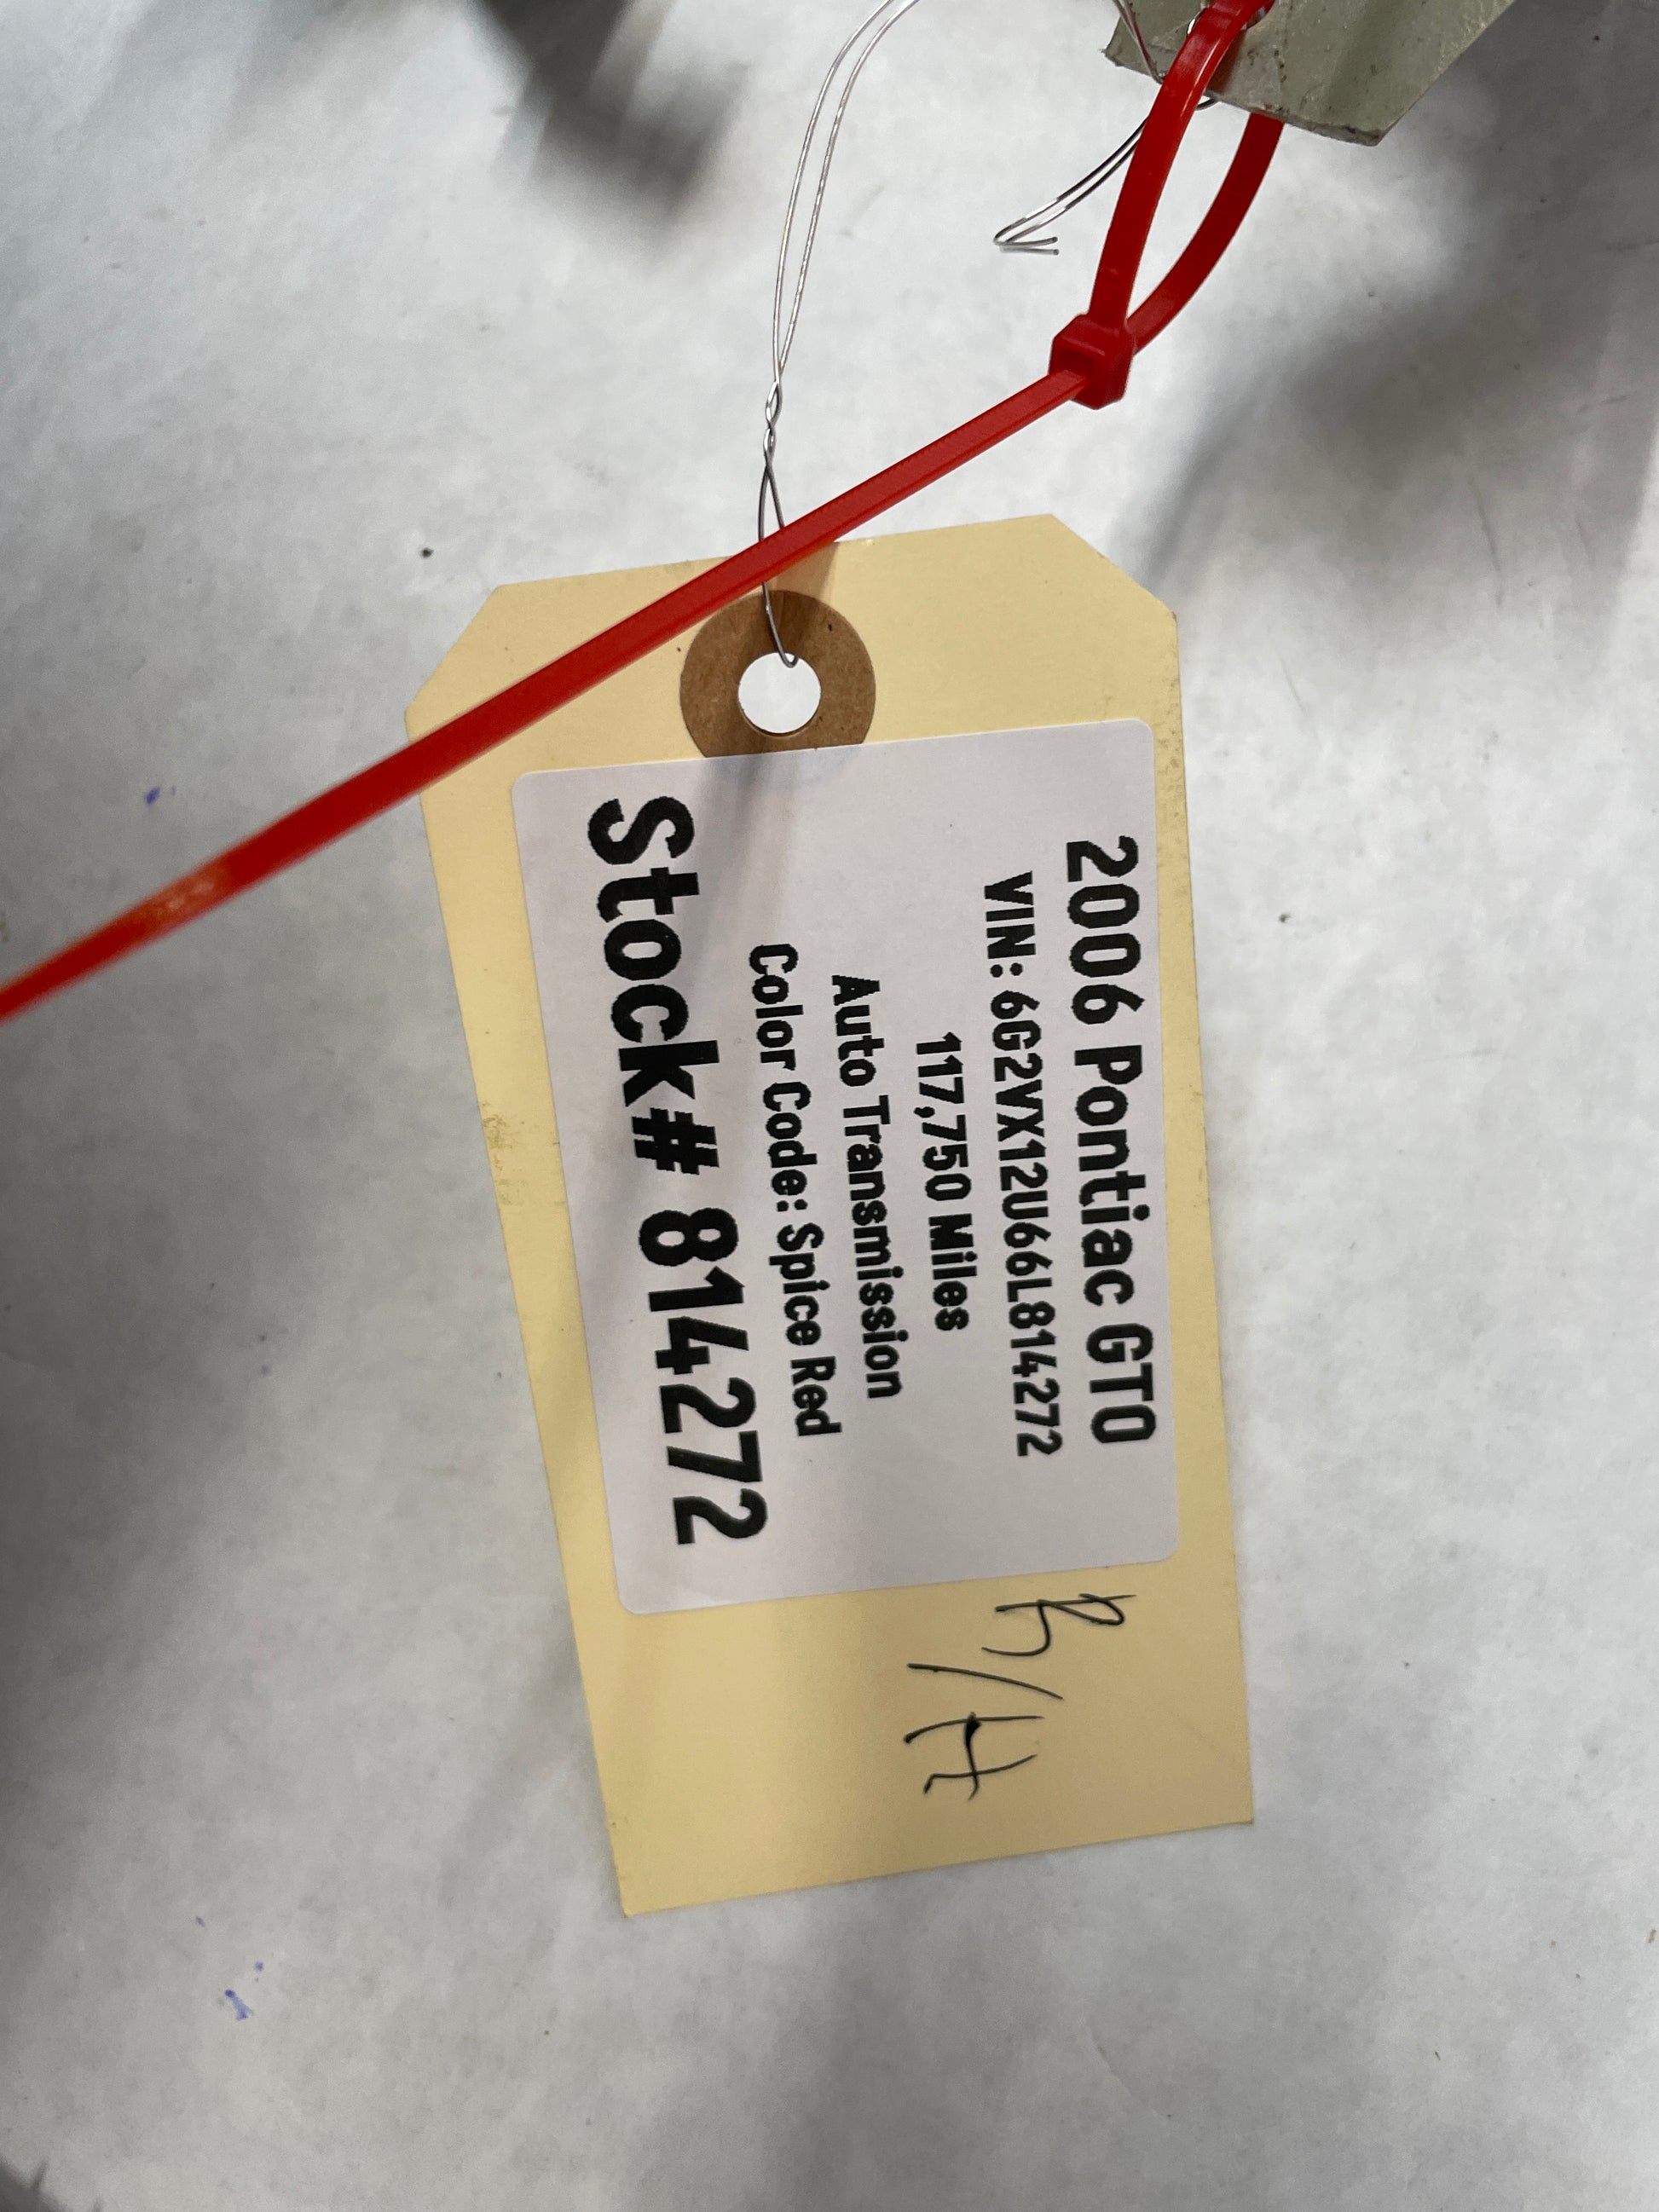 2006 Pontiac GTO
VIN: 6G2VX12U66L814272
117,750 Miles
Auto Transmission
Color Code: Spice Red
Stock# 814272
R/H